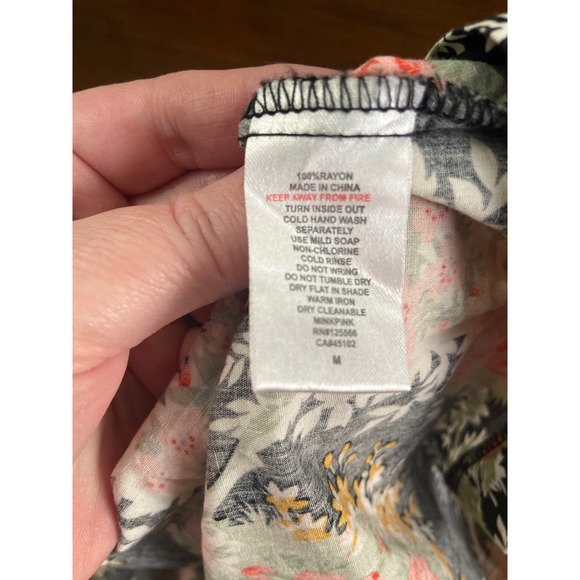 100%RAYON
MADE IN CHINA
KEEP AWAY FROM FIRE
TURN INSIDE OUT
COLD HAND WASH
SEPARATELY
USE MILD SOAP
NON-CHLORINE
COLD RINSE
DO NOT WRING
DO NOT TUMBLE DRY
DRY FLAT IN SHADE
WARM IRON
DRY CLEANABLE
MINKPINK
RN#125566
CA#45102
M